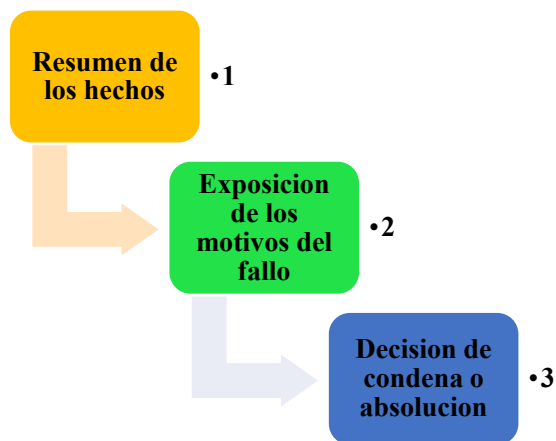 Resumen de
los hechos
•1
Exposicion
de los
motivos del
fallo
•2
Decision de
condena o
absolucion
•3